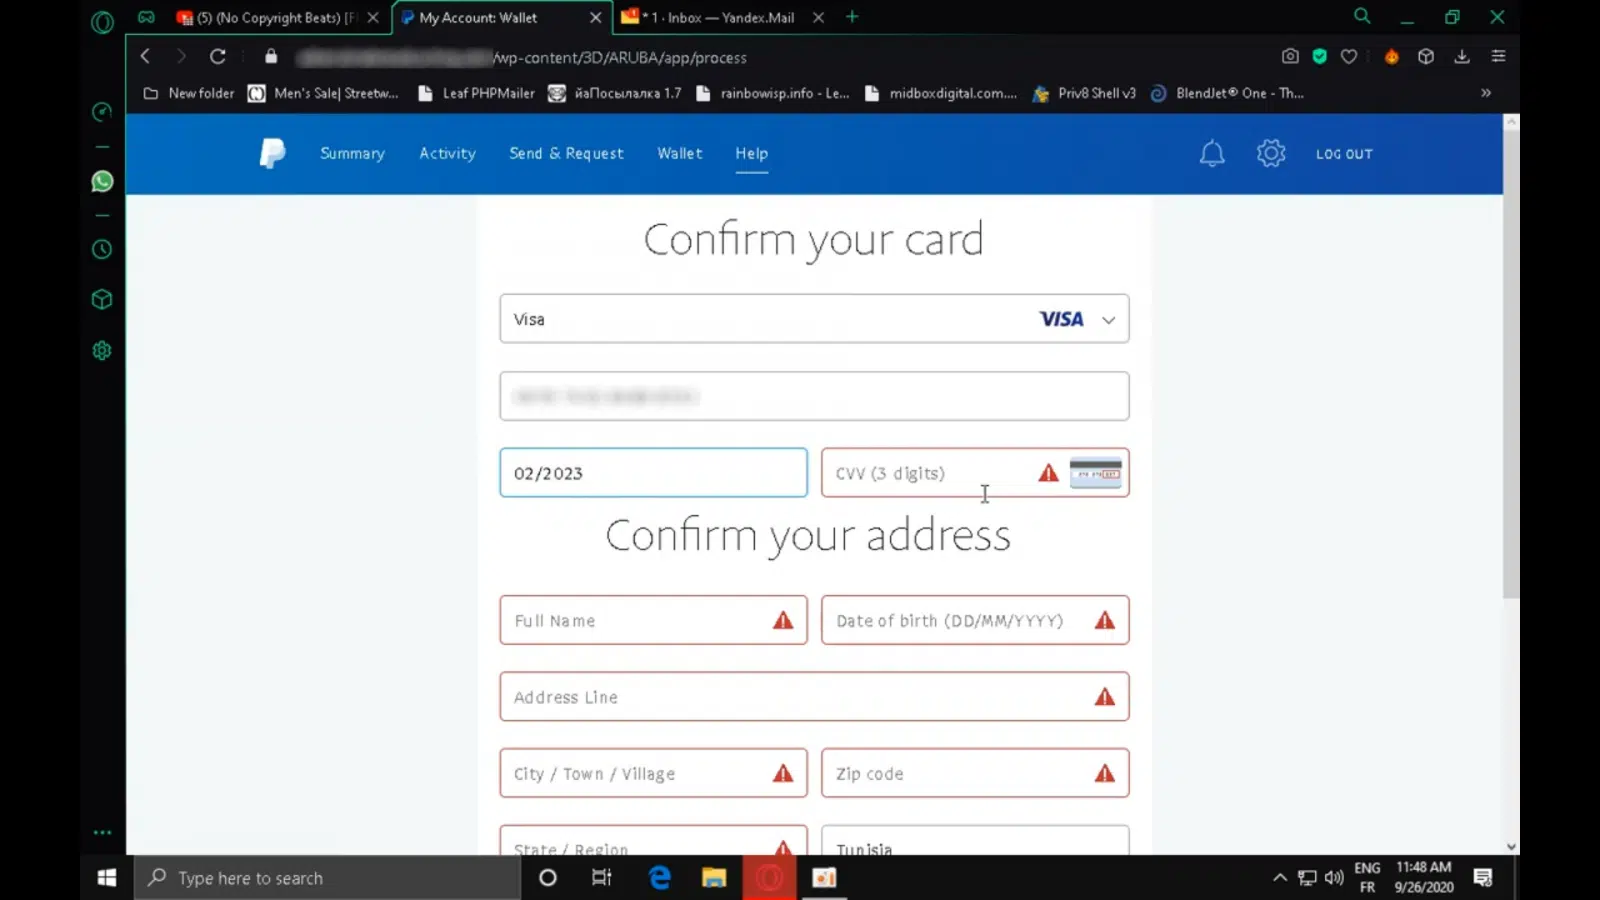 (5) (No Copyright Beats) [F
My Account: Wallet
* 1 · Inbox — Yandex.Mail
/wp-content/3D/ARUBA/app/process
New folder
Men's Sale| Streetw...
Leaf PHPMailer
йаПосылалка 1.7
rainbowisp.info - Le...
midboxdigital.com....
Priv8 Shell v3
BlendJet® One - Th...
»
Summary
Activity
Send & Request
Wallet
Help
LOG OUT
Confirm your card
Visa
VISA
02/2023
CVV (3 digits)
Confirm your address
Full Name
Date of birth (DD/MM/YYYY)
Address Line
City / Town / Village
Zip code
State / Region
Tunisia
Type here to search
ENG
FR
11:48 AM
9/26/2020